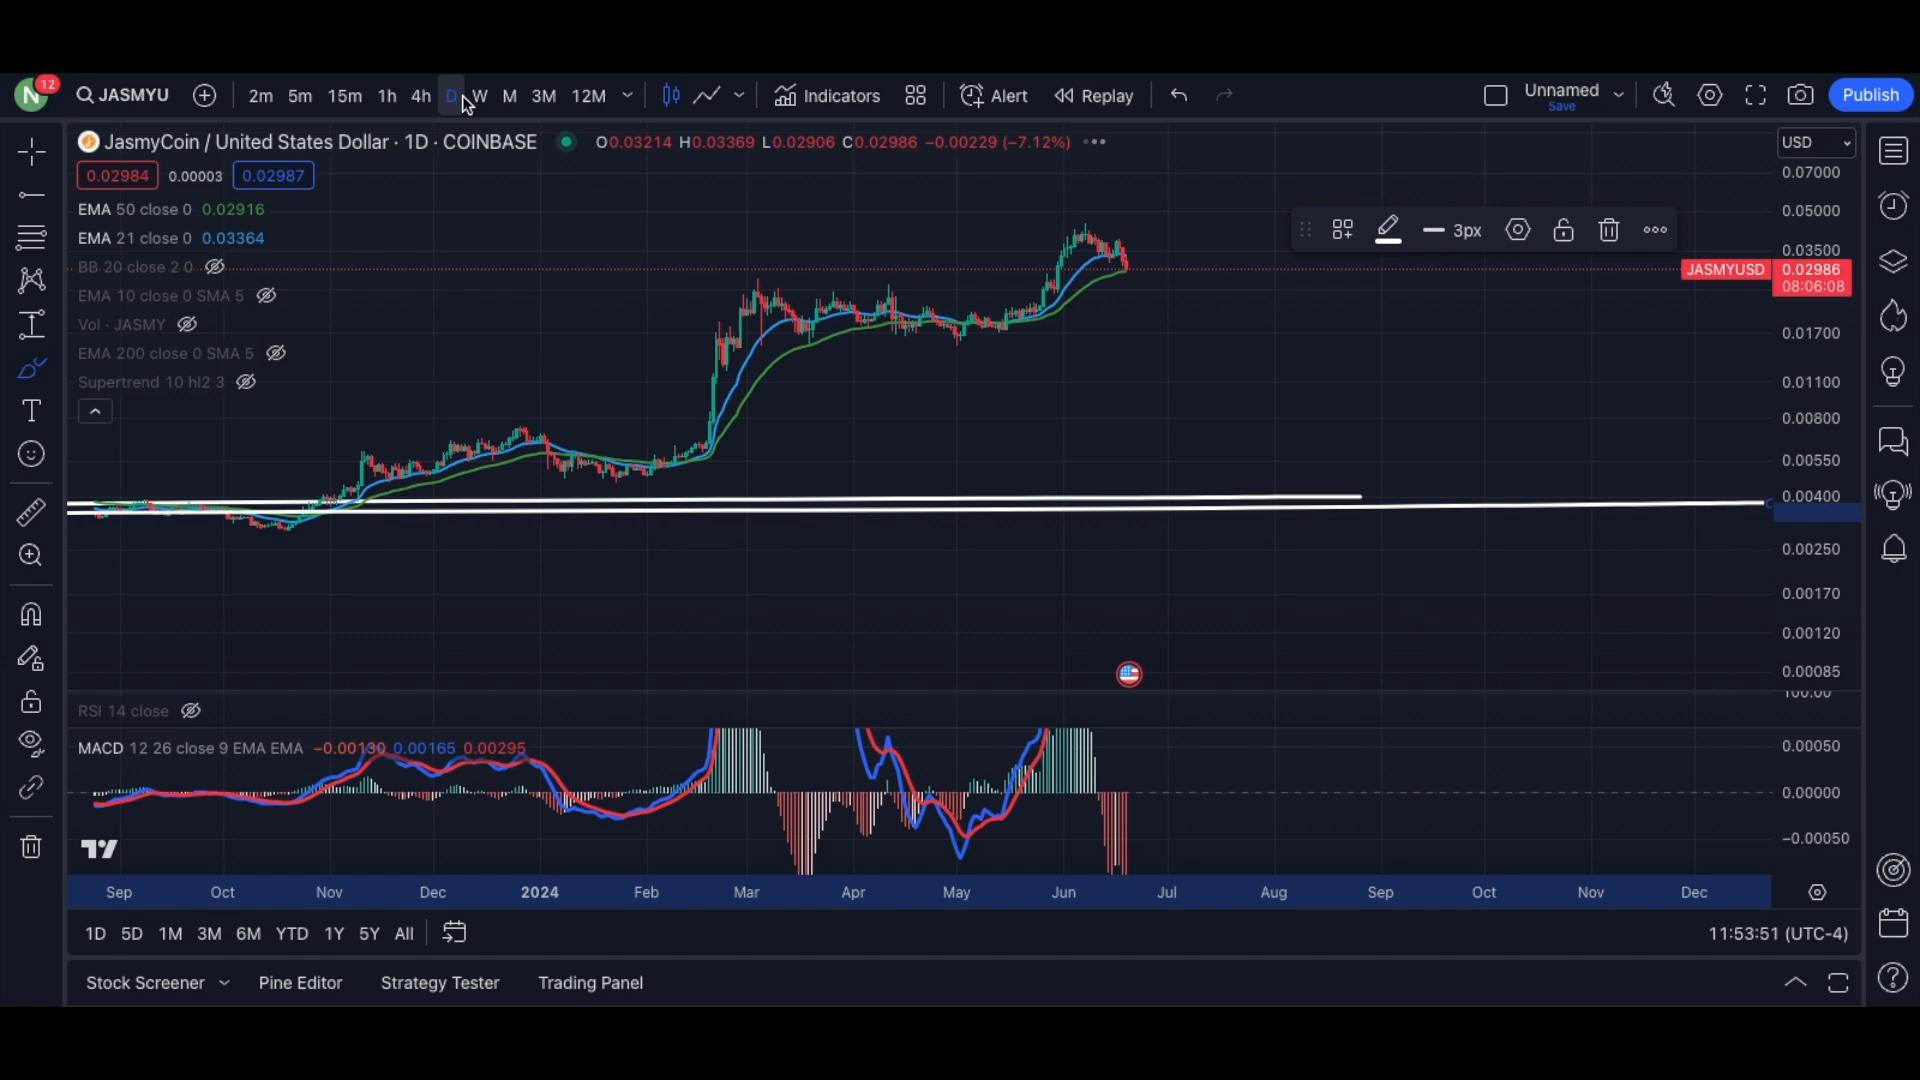 N 12 JASMYU 2m 5m 15m 1h 4h D W M 3M 12M Indicators Alert Replay Unnamed Save Publish
JasmyCoin / United States Dollar · 1D · COINBASE O0.03214 H0.03369 L0.02906 C0.02986 −0.00229 (−7.12%) USD
0.02984 0.00003 0.02987
0.07000
EMA 50 close 0 0.02916
0.05000
EMA 21 close 0 0.03364
3px
0.03500
BB 20 close 2 0
JASMYUSD 0.02986
08:06:08
EMA 10 close 0 SMA 5
Vol · JASMY
0.01700
EMA 200 close 0 SMA 5
Supertrend 10 hl2 3
0.01100
0.00800
0.00550
0.00400
0.00250
0.00170
0.00120
0.00085
100.00
RSI 14 close
MACD 12 26 close 9 EMA EMA −0.00130 0.00165 0.00295
0.00050
0.00000
−0.00050
Sep Oct Nov Dec 2024 Feb Mar Apr May Jun Jul Aug Sep Oct Nov Dec
1D 5D 1M 3M 6M YTD 1Y 5Y All 11:53:51 (UTC-4)
Stock Screener Pine Editor Strategy Tester Trading Panel